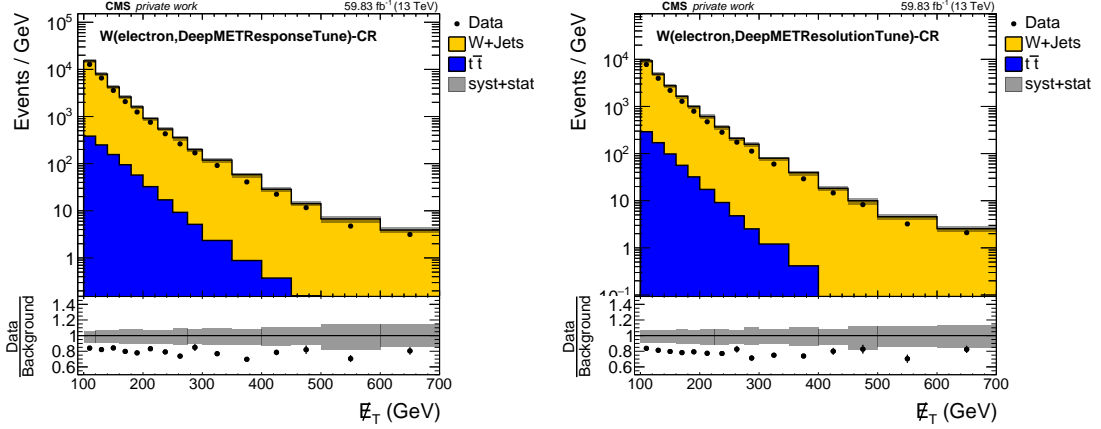 CMS private work 59.83 fb⁻¹ (13 TeV)
W(electron,DeepMETResponseTune)-CR
Data
W+Jets
tt̅
syst+stat
Events / GeV
10⁵
10⁴
10³
10²
10
1
Data
Background
1.4
1.2
1
0.8
0.6
100 200 300 400 500 600 700
E̸_T (GeV)
CMS private work 59.83 fb⁻¹ (13 TeV)
W(electron,DeepMETResolutionTune)-CR
Data
W+Jets
tt̅
syst+stat
Events / GeV
10⁴
10³
10²
10
1
10⁻¹
Data
Background
1.4
1.2
1
0.8
0.6
100 200 300 400 500 600 700
E̸_T (GeV)